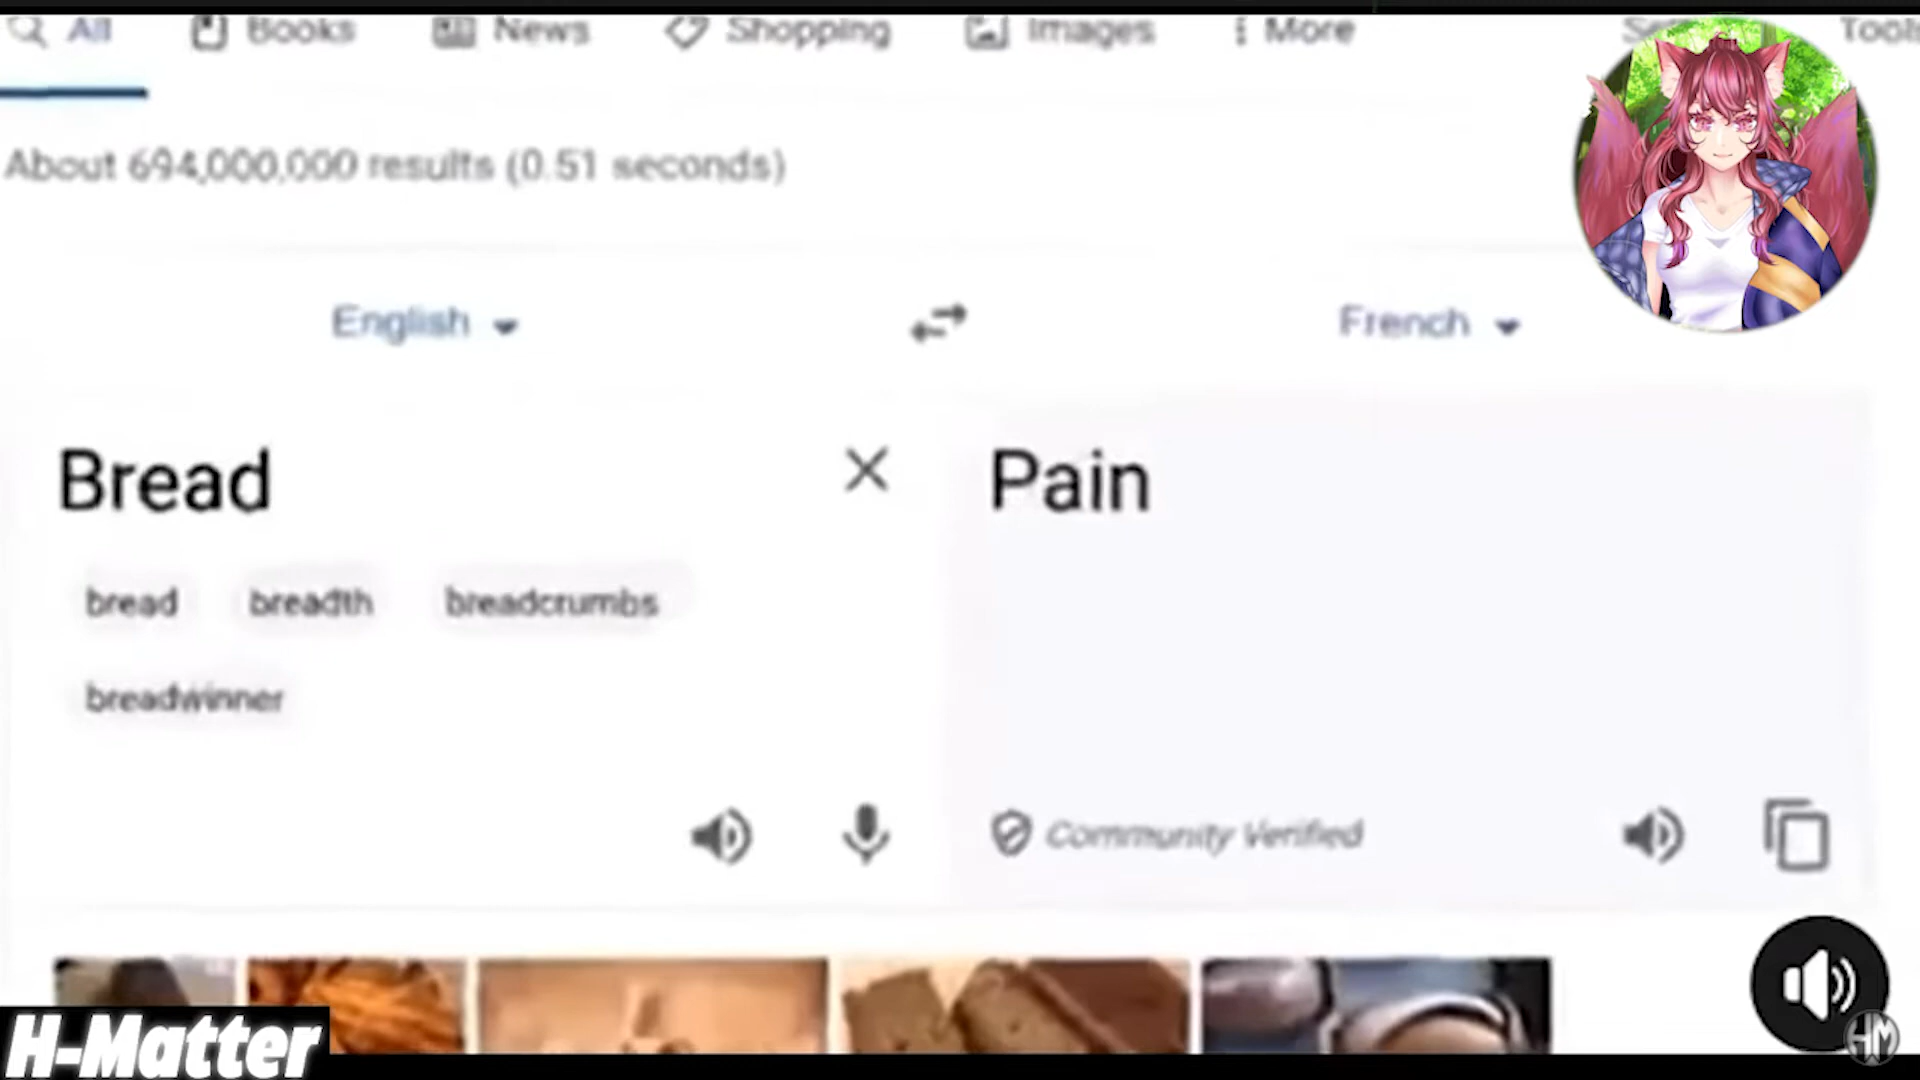 All Books News Shopping Images More Tools
About 694,000,000 results (0.51 seconds)
English French
Bread Pain
bread breadth breadcrumbs
breadwinner
Community Verified
H-Matter
HM